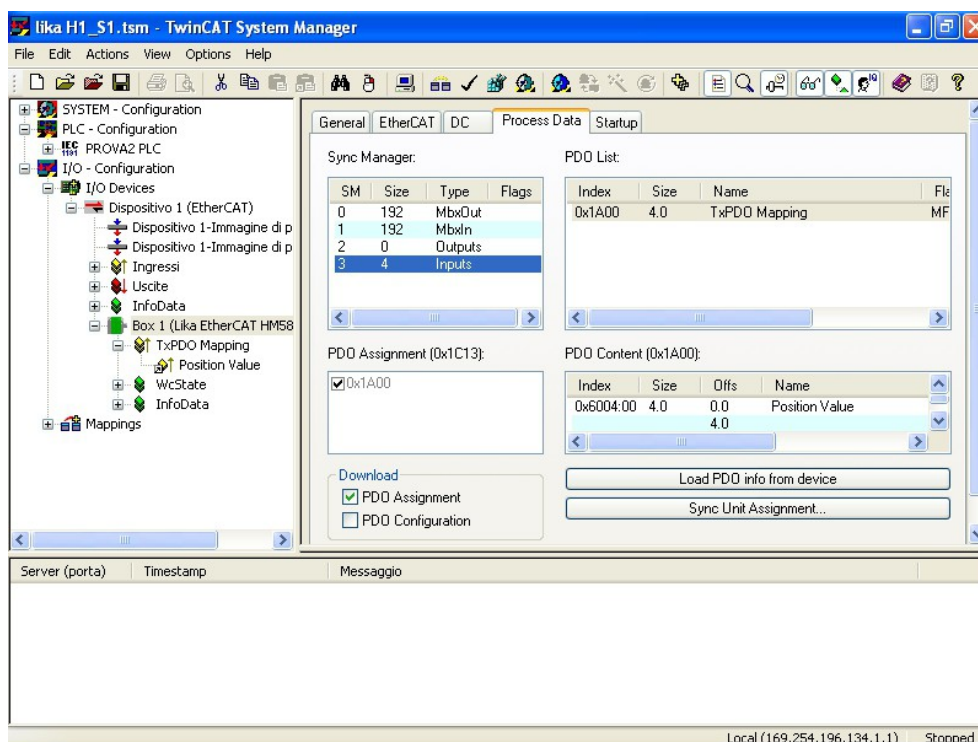 lika H1_S1.tsm - TwinCAT System Manager
File Edit Actions View Options Help
SYSTEM - Configuration
PLC - Configuration
IEC 1131 PROVA2 PLC
I/O - Configuration
I/O Devices
Dispositivo 1 (EtherCAT)
Dispositivo 1-Immagine di p
Dispositivo 1-Immagine di p
Ingressi
Uscite
InfoData
Box 1 (Lika EtherCAT HM58
TxPDO Mapping
Position Value
WcState
InfoData
Mappings
General EtherCAT DC Process Data Startup
Sync Manager:
SM Size Type Flags
0 192 MbxOut
1 192 MbxIn
2 0 Outputs
3 4 Inputs
PDO List:
Index Size Name Fla
0x1A00 4.0 TxPDO Mapping MF
PDO Assignment (0x1C13):
0x1A00
PDO Content (0x1A00):
Index Size Offs Name
0x6004:00 4.0 0.0 Position Value
4.0
Download
PDO Assignment
PDO Configuration
Load PDO info from device
Sync Unit Assignment...
Server (porta) Timestamp Messaggio
Local (169.254.196.134.1.1) Stopped